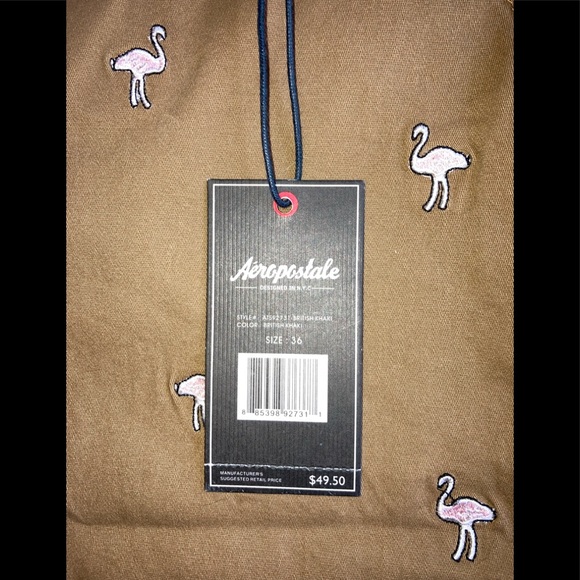 Aéropostale
DESIGNED IN N.Y.C
STYLE#: BRITISH KHAKI
COLOR: BRITISH KHAKI
SIZE : 36
8 85398 92731 1
MANUFACTURER'S
SUGGESTED RETAIL PRICE
$49.50